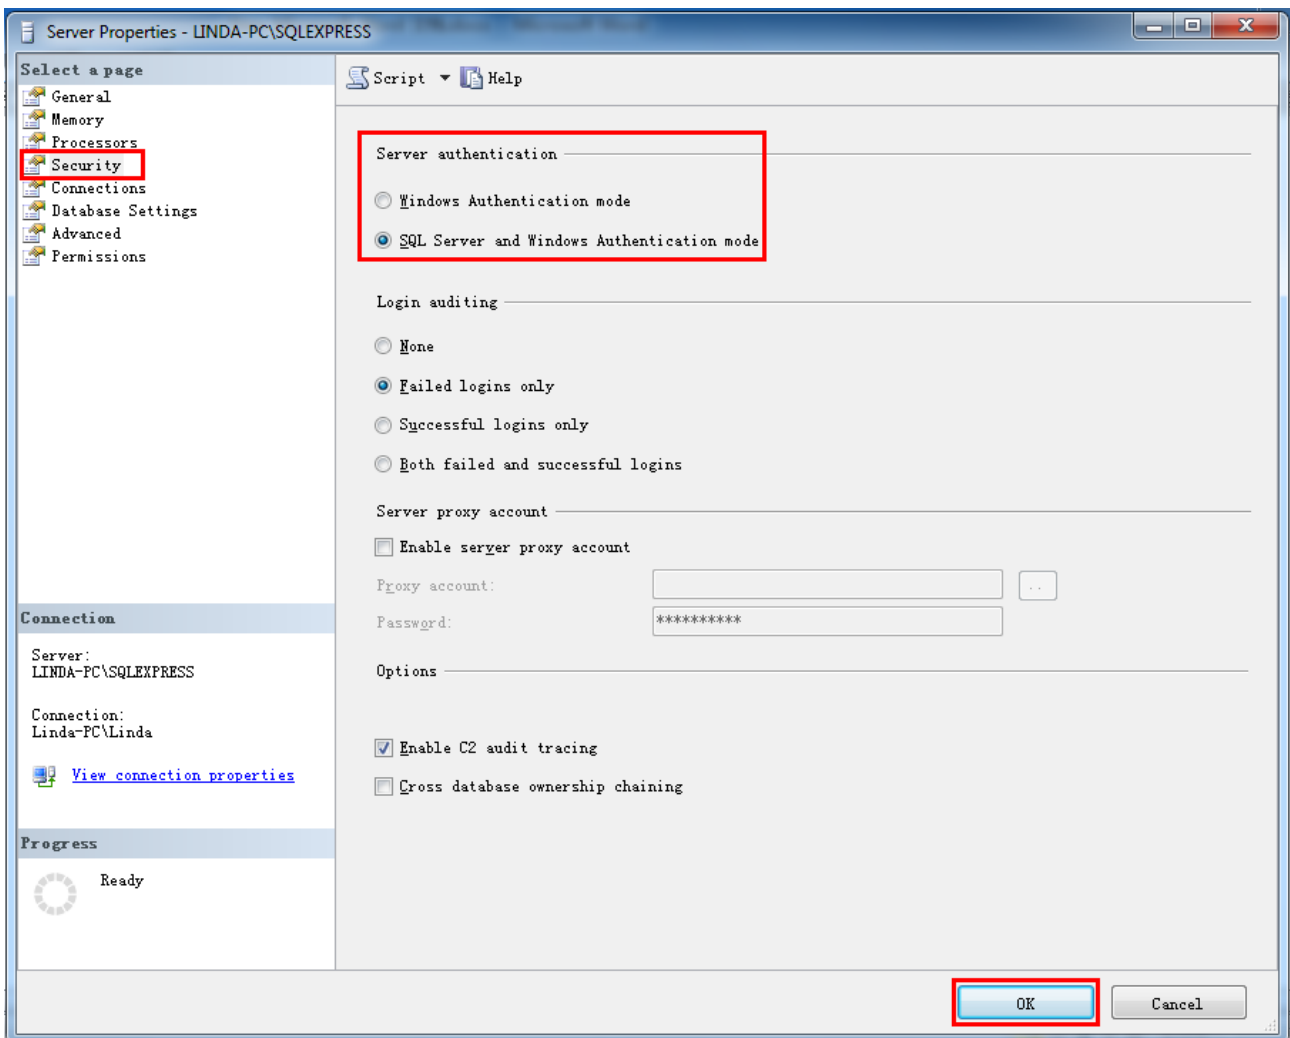 Server Properties - LINDA-PC\SQLEXPRESS
Select a page
General
Memory
Processors
Security
Connections
Database Settings
Advanced
Permissions
Script
Help
Server authentication
Windows Authentication mode
SQL Server and Windows Authentication mode
Login auditing
None
Failed logins only
Successful logins only
Both failed and successful logins
Server proxy account
Enable server proxy account
Proxy account:
..
Password:
**********
Options
Enable C2 audit tracing
Cross database ownership chaining
Connection
Server:
LINDA-PC\SQLEXPRESS
Connection:
Linda-PC\Linda
View connection properties
Progress
Ready
OK
Cancel